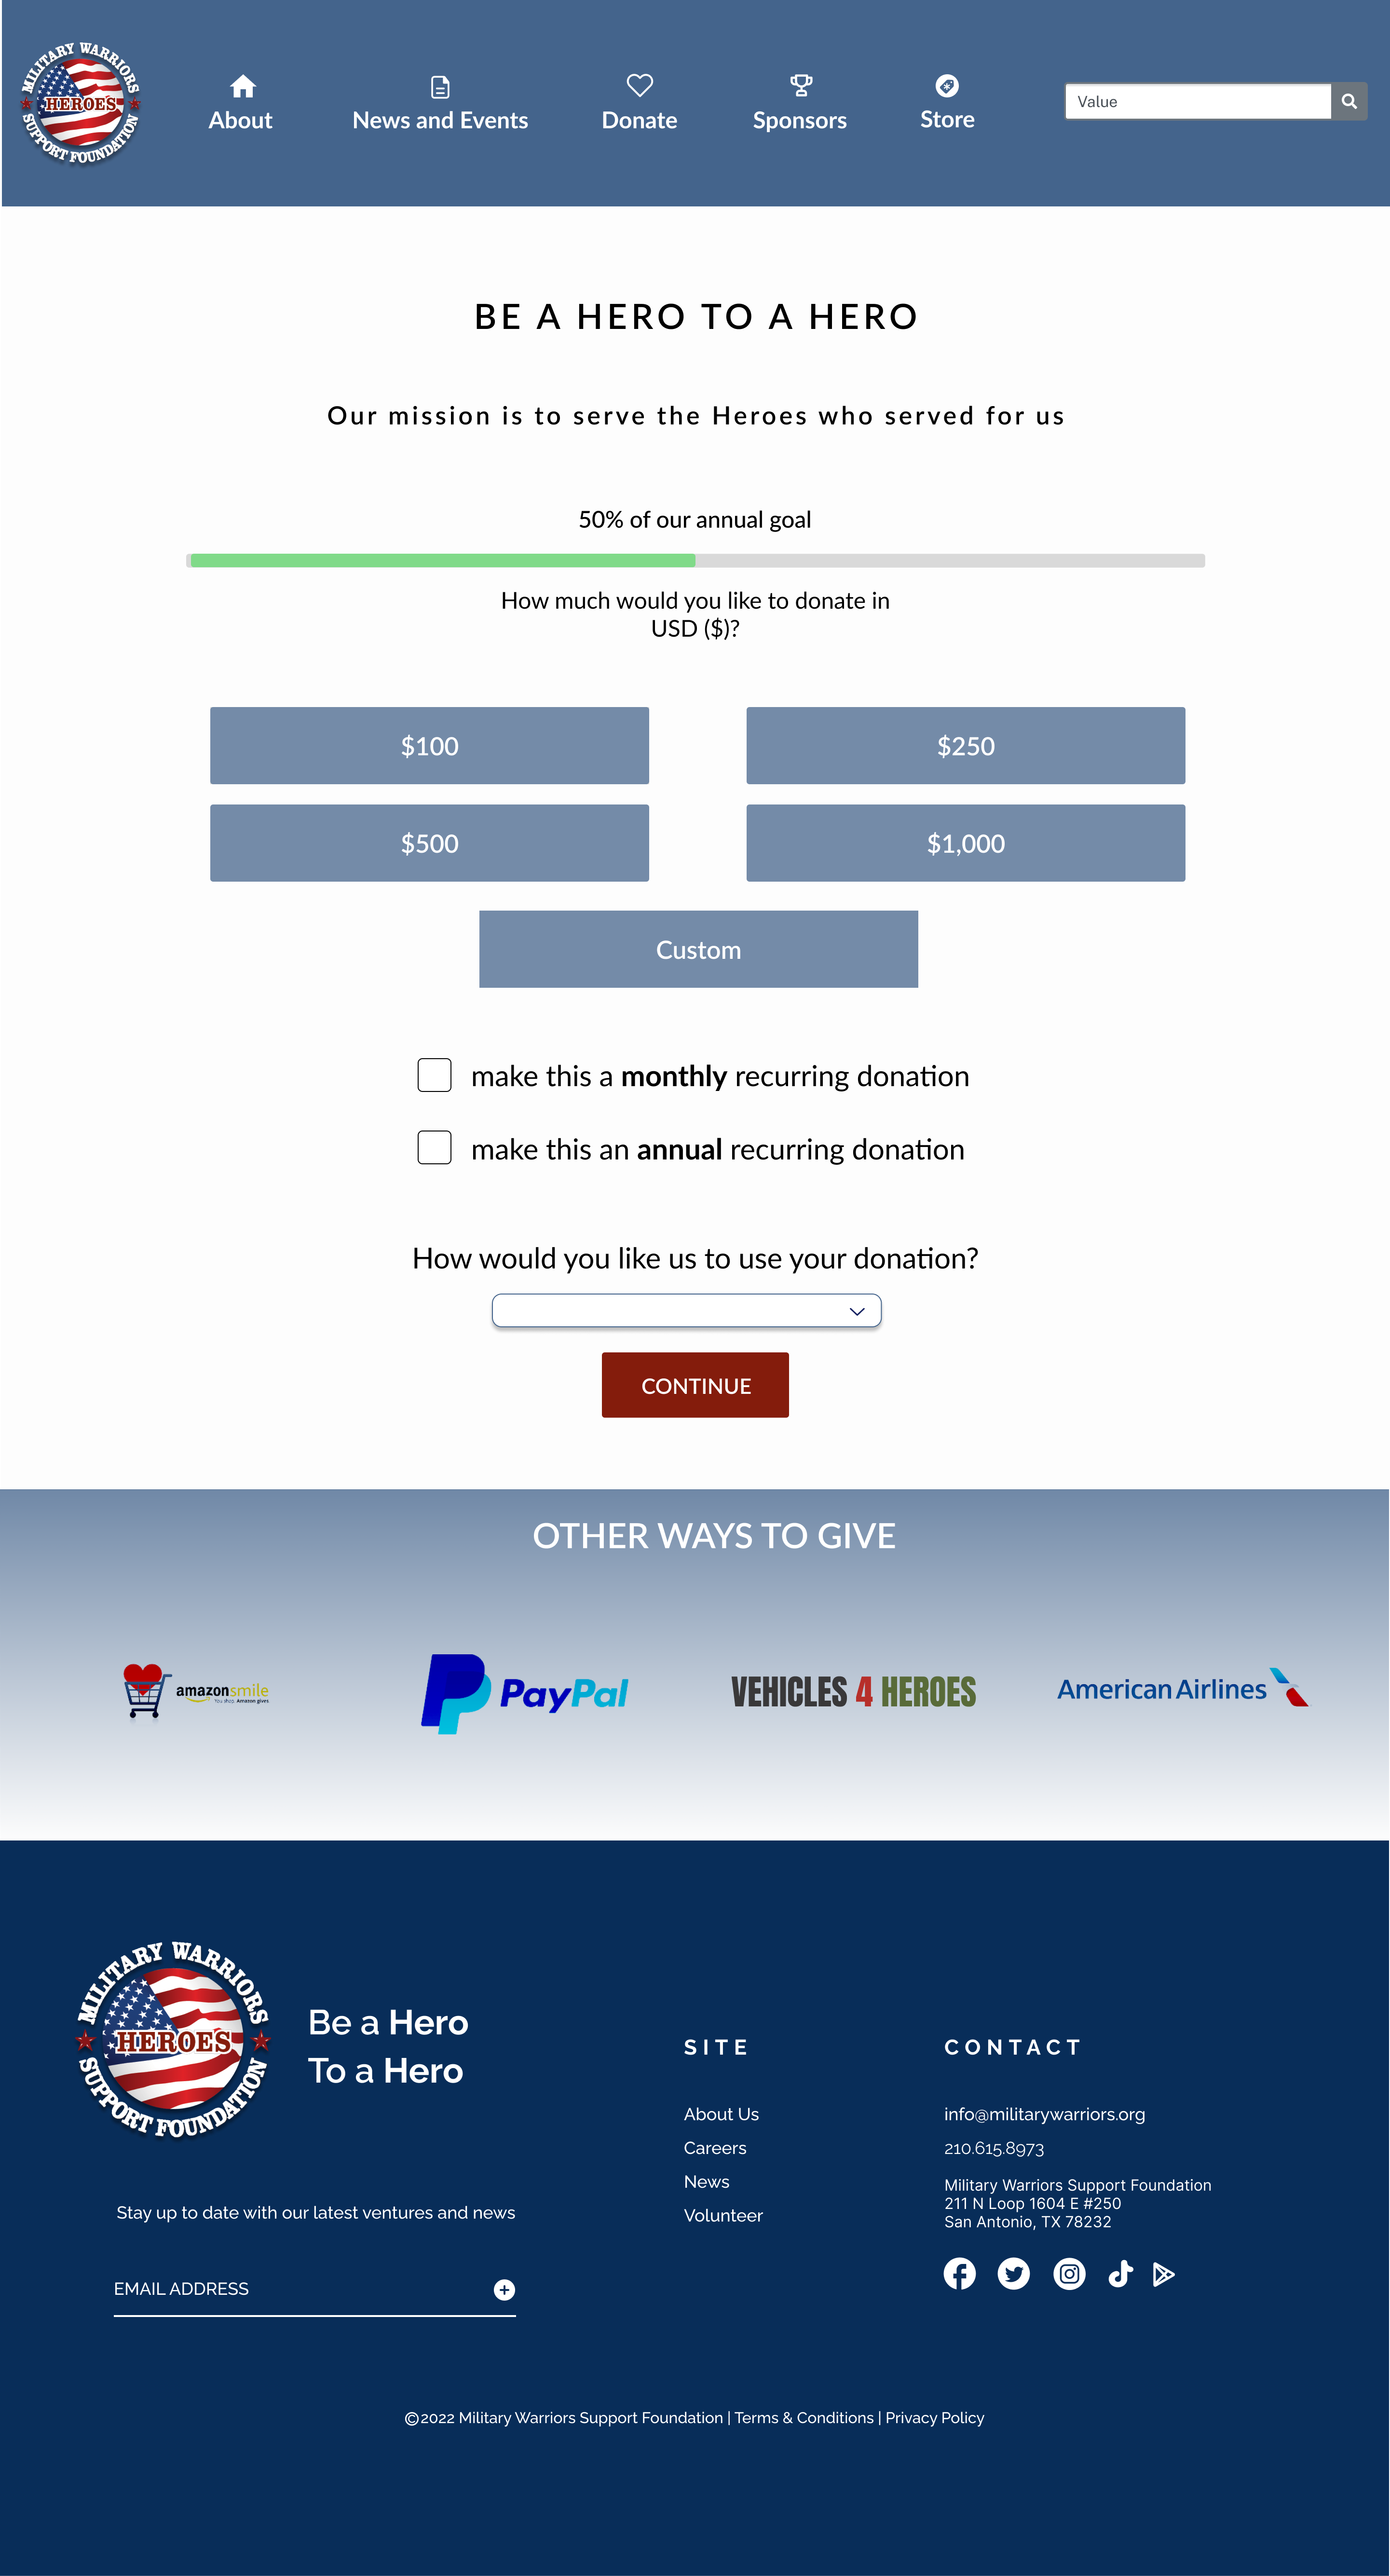 MILITARY WARRIORS
HEROES
SUPPORT FOUNDATION
About
News and Events
Donate
Sponsors
Store
Value
BE A HERO TO A HERO
Our mission is to serve the Heroes who served for us
50% of our annual goal
How much would you like to donate in
USD ($)?
$100
$250
$500
$1,000
Custom
make this a monthly recurring donation
make this an annual recurring donation
How would you like us to use your donation?
CONTINUE
OTHER WAYS TO GIVE
amazonsmile
You shop. Amazon gives.
PayPal
VEHICLES 4 HEROES
American Airlines
MILITARY WARRIORS
HEROES
SUPPORT FOUNDATION
Be a Hero
To a Hero
Stay up to date with our latest ventures and news
EMAIL ADDRESS
SITE
About Us
Careers
News
Volunteer
CONTACT
info@militarywarriors.org
210.615.8973
Military Warriors Support Foundation
211 N Loop 1604 E #250
San Antonio, TX 78232
©2022 Military Warriors Support Foundation | Terms & Conditions | Privacy Policy